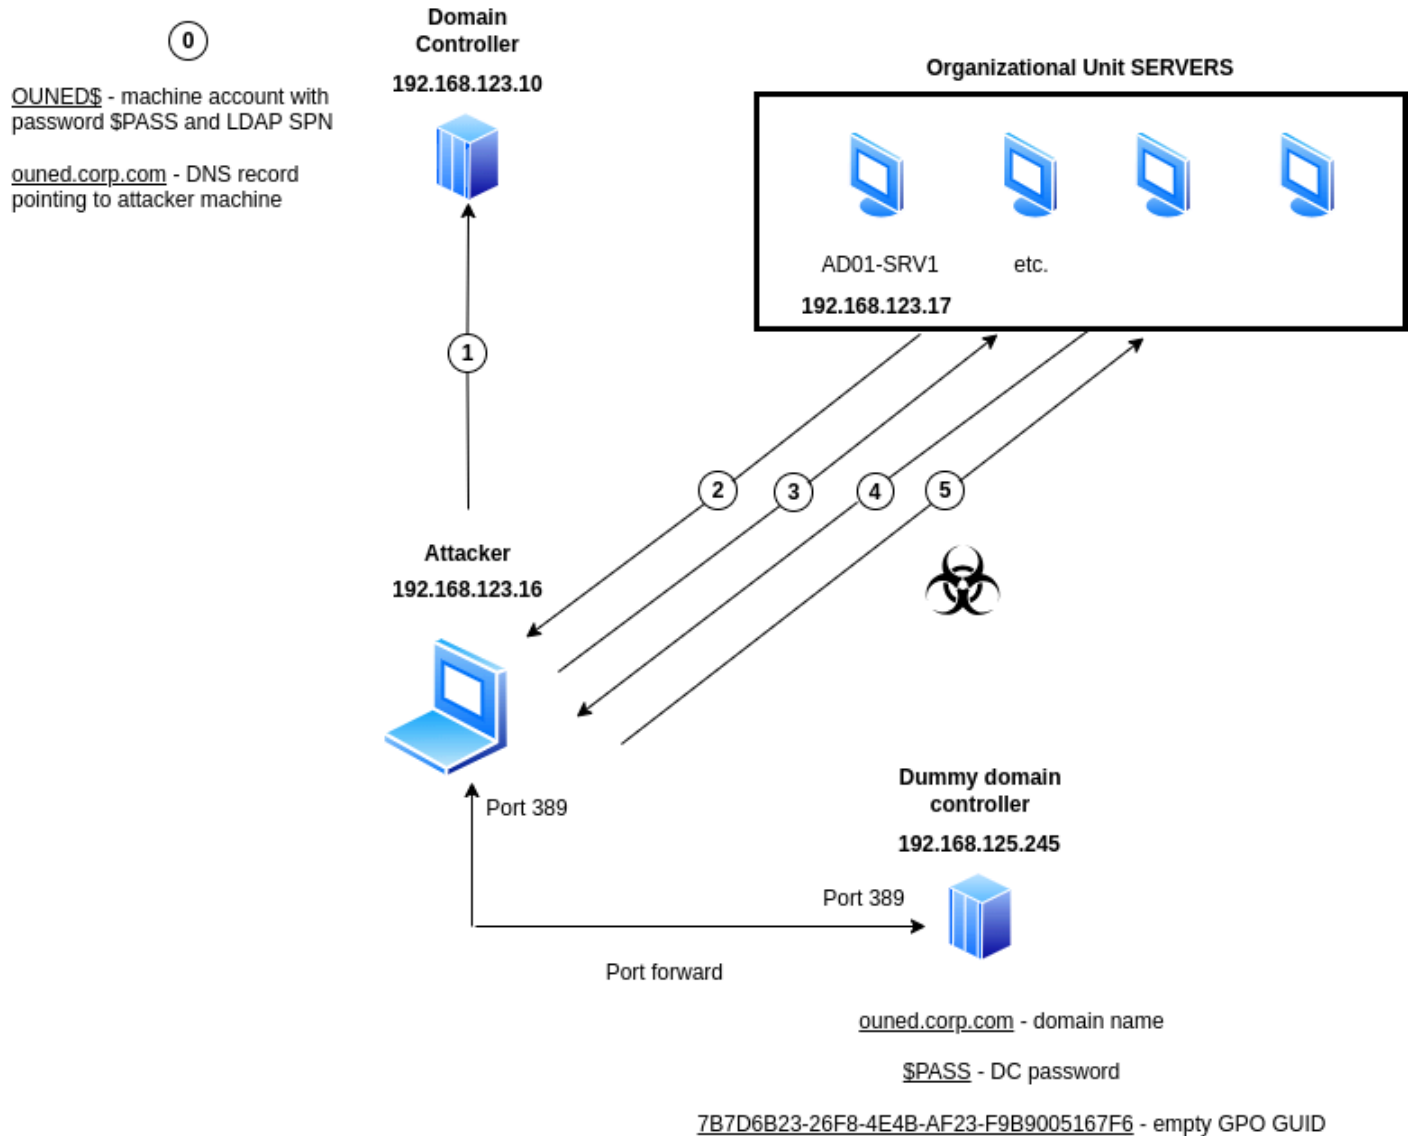 0
OUNED$ - machine account with
password $PASS and LDAP SPN
ouned.corp.com - DNS record
pointing to attacker machine
Domain
Controller
192.168.123.10
Organizational Unit SERVERS
AD01-SRV1
etc.
192.168.123.17
1
2
3
4
5
Attacker
192.168.123.16
Port 389
Dummy domain
controller
192.168.125.245
Port 389
Port forward
ouned.corp.com - domain name
$PASS - DC password
7B7D6B23-26F8-4E4B-AF23-F9B9005167F6 - empty GPO GUID